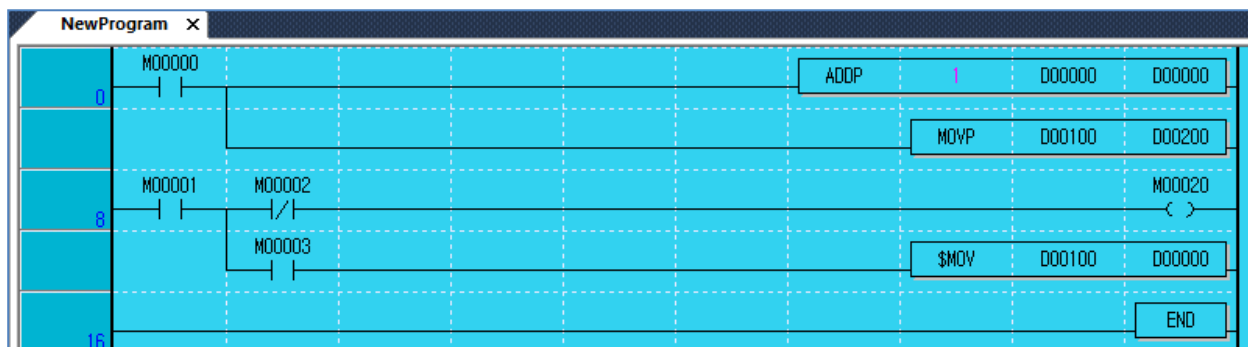 NewProgram X
M00000
0 ADDP 1 D00000 D00000
MOVP D00100 D00200
M00001 M00002 M00020
8
M00003
$MOV D00100 D00000
END
16